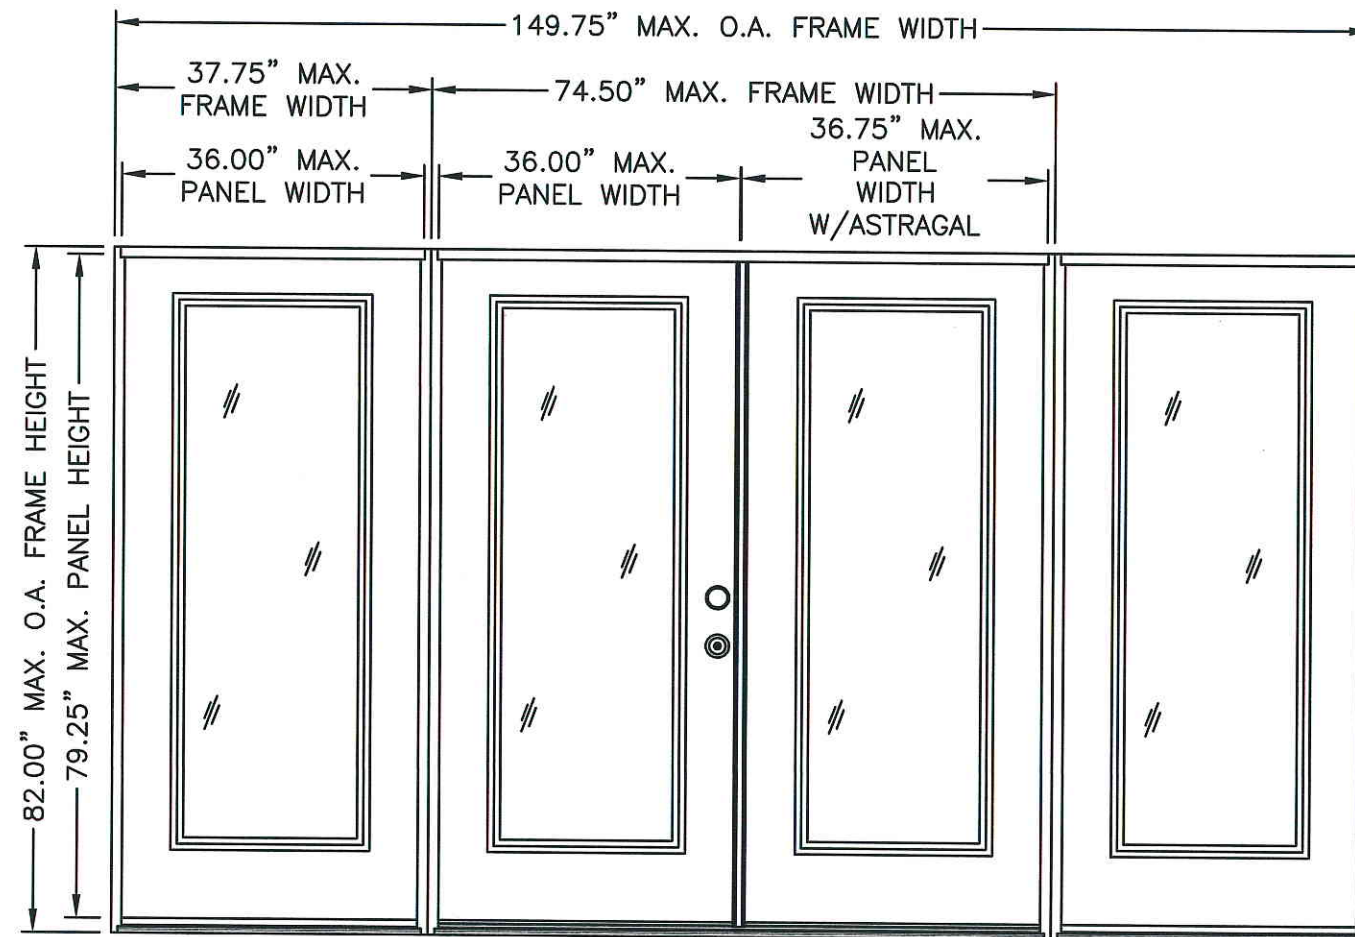 149.75" MAX. O.A. FRAME WIDTH
37.75" MAX.
FRAME WIDTH
74.50" MAX. FRAME WIDTH
36.00" MAX.
PANEL WIDTH
36.00" MAX.
PANEL WIDTH
36.75" MAX.
PANEL
WIDTH
W/ASTRAGAL
82.00" MAX. O.A. FRAME HEIGHT
79.25" MAX. PANEL HEIGHT